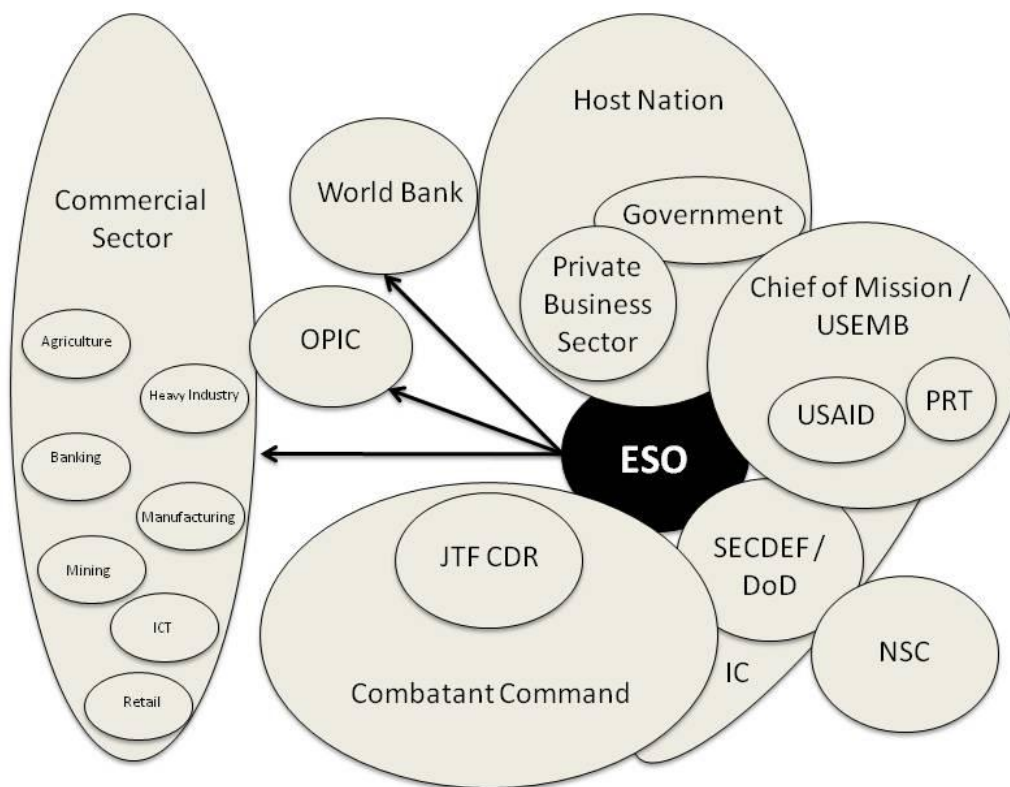 Commercial
Sector
Agriculture
Heavy Industry
Banking
Manufacturing
Mining
ICT
Retail
World Bank
OPIC
Host Nation
Government
Private
Business
Sector
Chief of Mission /
USEMB
USAID
PRT
ESO
JTF CDR
Combatant Command
SECDEF /
DoD
IC
NSC